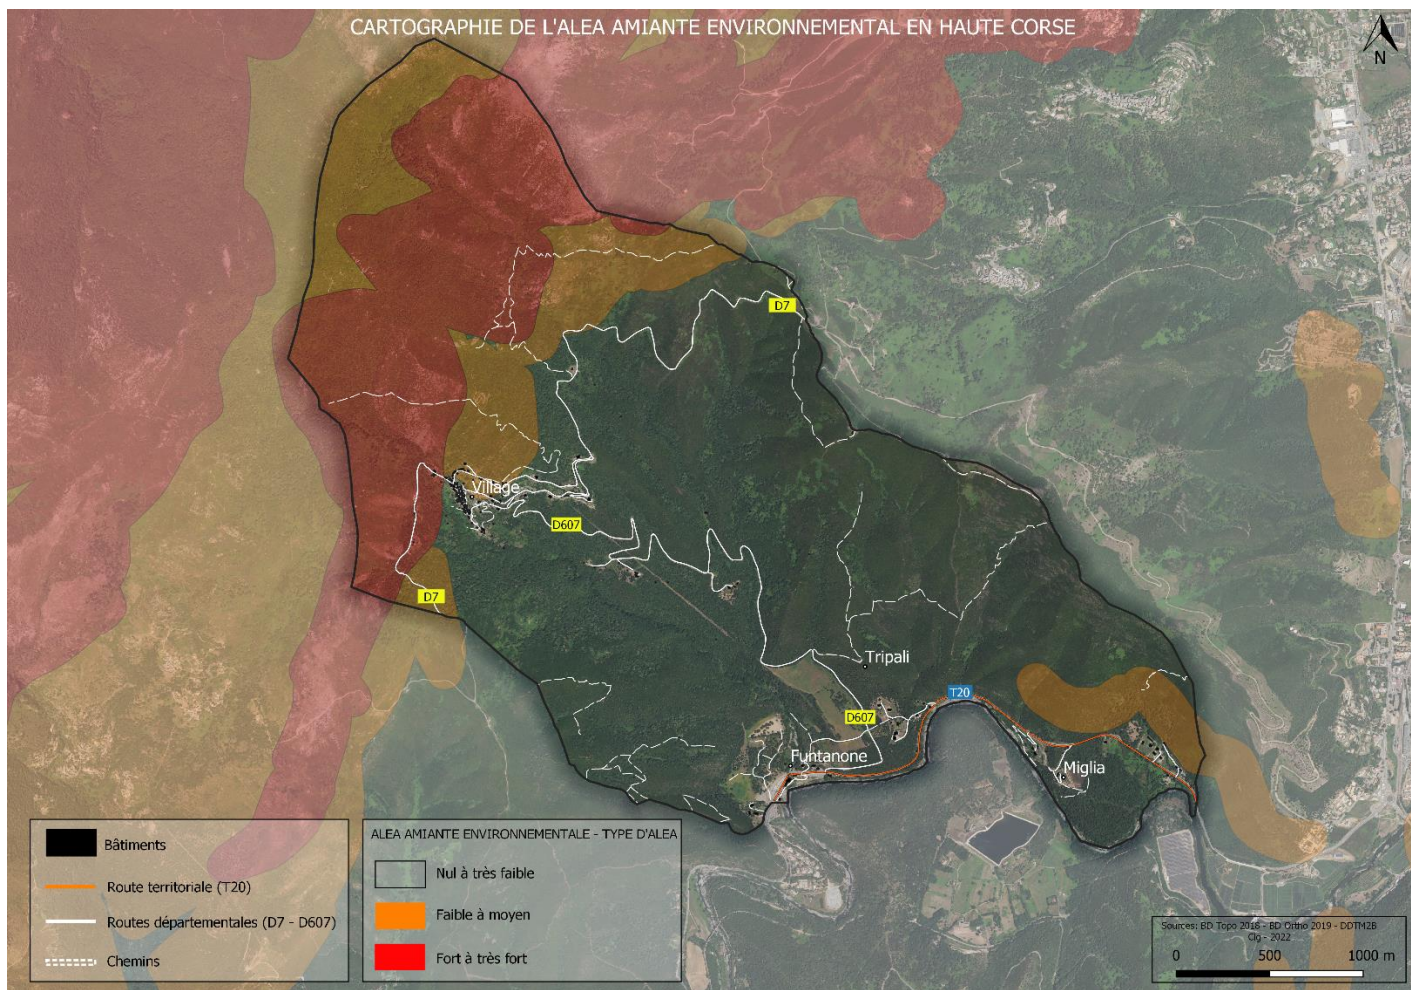 CARTOGRAPHIE DE L'ALEA AMIANTE ENVIRONNEMENTAL EN HAUTE CORSE
N
D7
Village
D607
D7
Tripali
T20
D607
Funtanone
Miglia
Bâtiments
Route territoriale (T20)
Routes départementales (D7 - D607)
Chemins
ALEA AMIANTE ENVIRONNEMENTALE - TYPE D'ALEA
Nul à très faible
Faible à moyen
Fort à très fort
Sources: BD Topo 2018 - BD Ortho 2019 - DDTM2B
Clg - 2022
0 500 1000 m